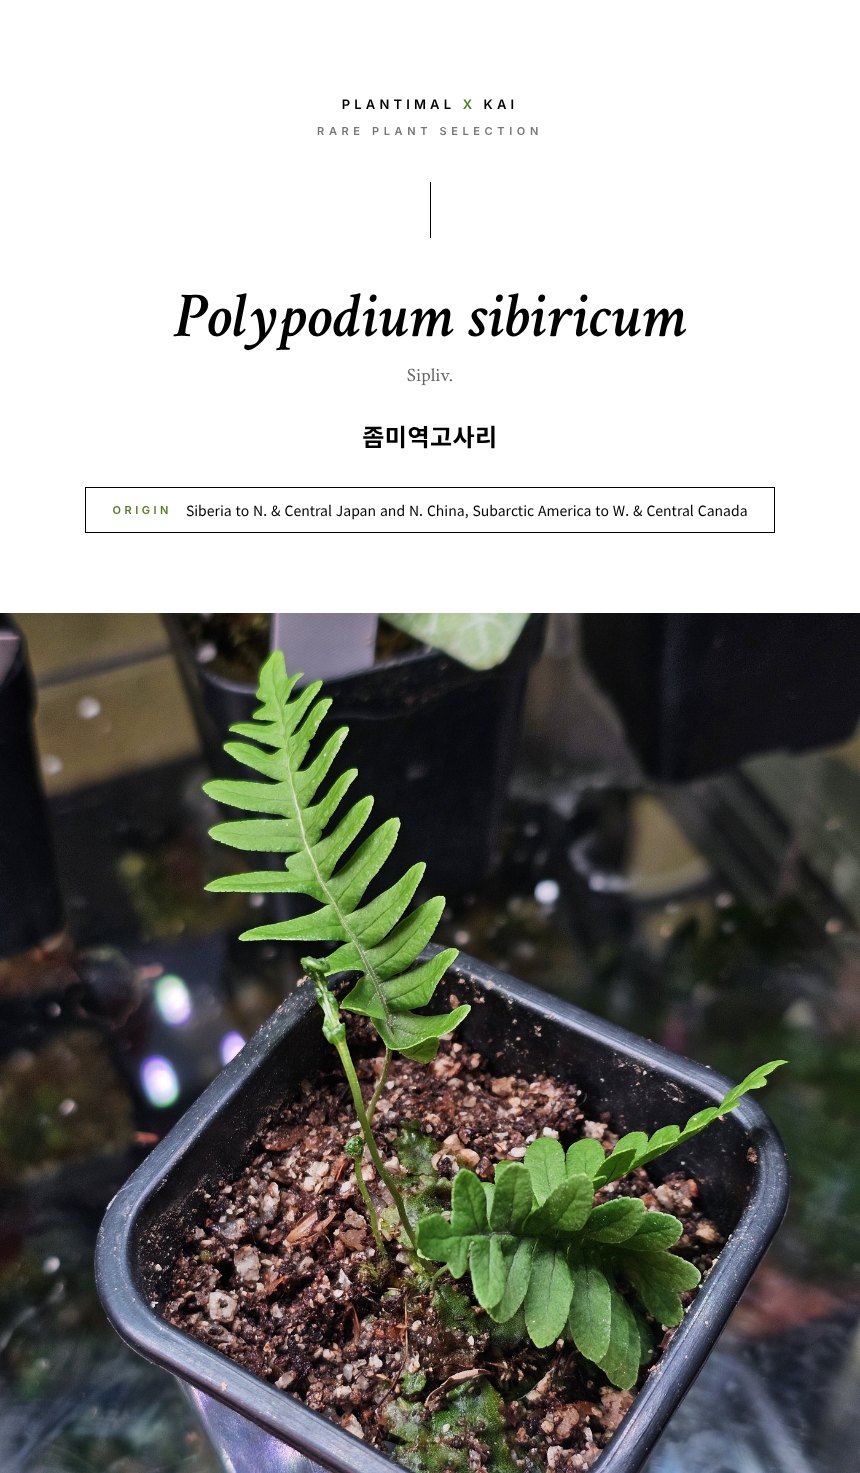 PLANTIMAL X KAI
RARE PLANT SELECTION
Polypodium sibiricum
Sipliv.
좀미역고사리
ORIGIN Siberia to N. & Central Japan and N. China, Subarctic America to W. & Central Canada